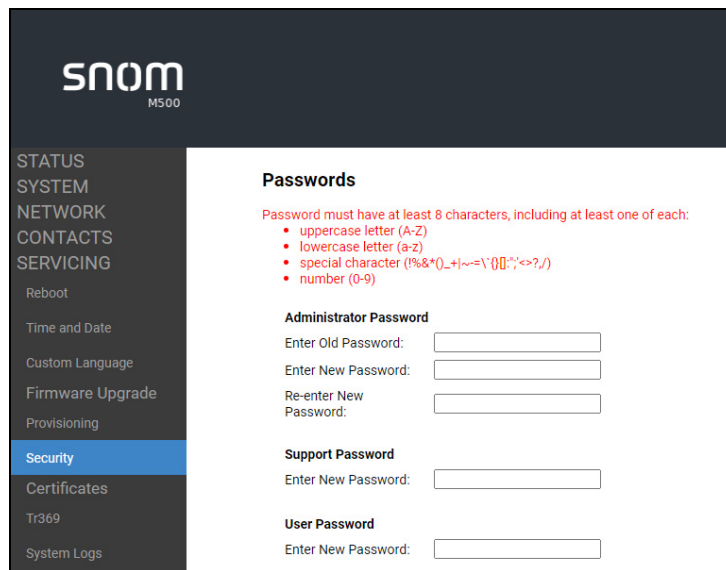 snom
M500
STATUS
SYSTEM
NETWORK
CONTACTS
SERVICING
Reboot
Time and Date
Custom Language
Firmware Upgrade
Provisioning
Security
Certificates
Tr369
System Logs
Passwords
Password must have at least 8 characters, including at least one of each:
• uppercase letter (A-Z)
• lowercase letter (a-z)
• special character (!%&*()_+|~-=\`{}[]:";'<>?,/)
• number (0-9)
Administrator Password
Enter Old Password:
Enter New Password:
Re-enter New
Password:
Support Password
Enter New Password:
User Password
Enter New Password: